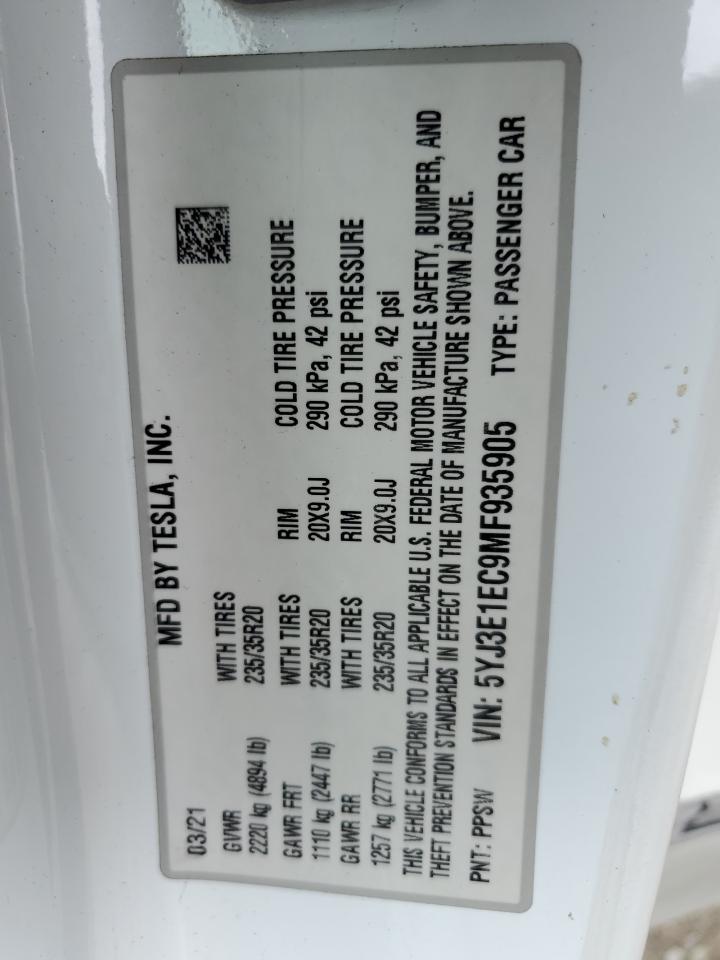 MFD BY TESLA, INC.
03/21
GVWR WITH TIRES
2220 kg (4894 lb) 235/35R20
GAWR FRT WITH TIRES RIM COLD TIRE PRESSURE
1110 kg (2447 lb) 235/35R20 20X9.0J 290 kPa, 42 psi
GAWR RR WITH TIRES RIM COLD TIRE PRESSURE
1257 kg (2771 lb) 235/35R20 20X9.0J 290 kPa, 42 psi
THIS VEHICLE CONFORMS TO ALL APPLICABLE U.S. FEDERAL MOTOR VEHICLE SAFETY, BUMPER, AND
THEFT PREVENTION STANDARDS IN EFFECT ON THE DATE OF MANUFACTURE SHOWN ABOVE.
PNT: PPSW VIN: 5YJ3E1EC9MF935905 TYPE: PASSENGER CAR